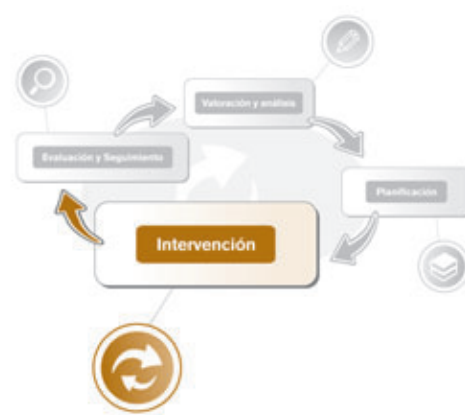 Valoración y análisis
Evaluación y Seguimiento
Planificación
Intervención